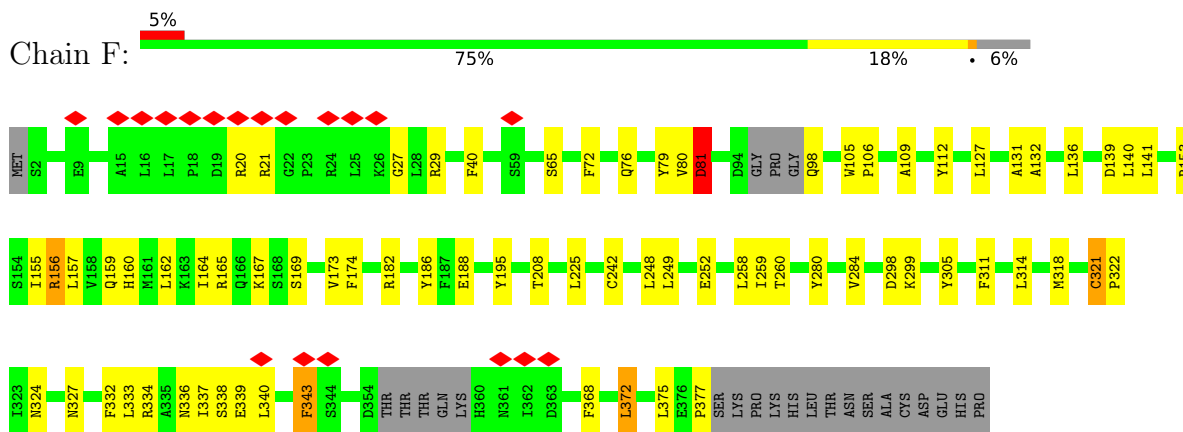 5%
Chain F:
75% 18% • 6%
MET S2 E9 A15 L16 L17 P18 D19 R20 R21 G22 P23 R24 L25 K26 G27 L28 R29 F40 S59 S65 F72 Q76 Y79 V80 D81 D94 GLY PRO GLY Q98 W105 P106 A109 Y112 L127 A131 A132 L136 D139 L140 L141
S154 I155 R156 L157 V158 Q159 H160 M161 L162 K163 I164 R165 Q166 K167 S168 S169 V173 F174 R182 Y186 F187 E188 Y195 T208 L225 C242 L248 L249 E252 L258 I259 T260 Y280 V284 D298 K299 Y305 F311 L314 M318 C321 P322
I323 N324 N327 F332 L333 R334 A335 N336 I337 S338 E339 L340 F343 S344 D354 THR THR THR GLN LYS H360 N361 I362 D363 F368 L372 L375 E376 P377 SER LYS PRO LYS HIS LEU THR ASN SER ALA CYS ASP GLU HIS PRO